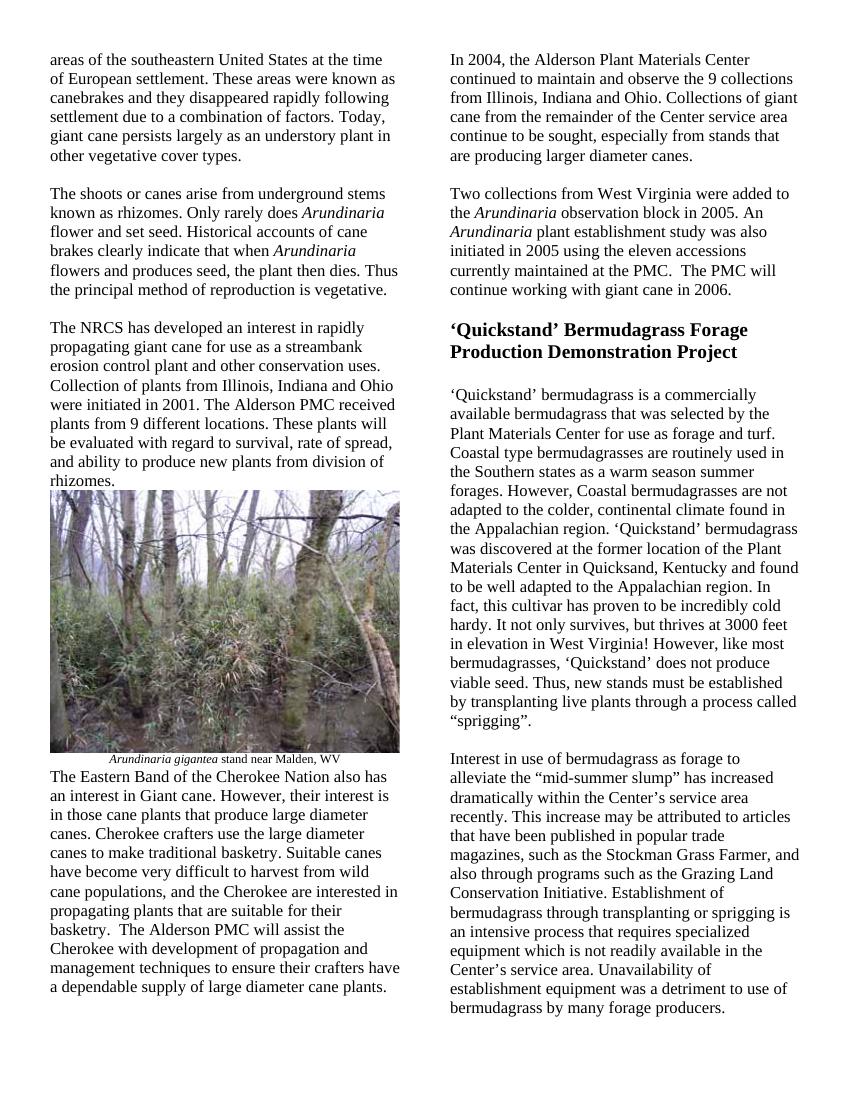 areas of the southeastern United States at the time
of European settlement. These areas were known as
canebrakes and they disappeared rapidly following
settlement due to a combination of factors. Today,
giant cane persists largely as an understory plant in
other vegetative cover types.
The shoots or canes arise from underground stems
known as rhizomes. Only rarely does Arundinaria
flower and set seed. Historical accounts of cane
brakes clearly indicate that when Arundinaria
flowers and produces seed, the plant then dies. Thus
the principal method of reproduction is vegetative.
The NRCS has developed an interest in rapidly
propagating giant cane for use as a streambank
erosion control plant and other conservation uses.
Collection of plants from Illinois, Indiana and Ohio
were initiated in 2001. The Alderson PMC received
plants from 9 different locations. These plants will
be evaluated with regard to survival, rate of spread,
and ability to produce new plants from division of
rhizomes.
Arundinaria gigantea stand near Malden, WV
The Eastern Band of the Cherokee Nation also has
an interest in Giant cane. However, their interest is
in those cane plants that produce large diameter
canes. Cherokee crafters use the large diameter
canes to make traditional basketry. Suitable canes
have become very difficult to harvest from wild
cane populations, and the Cherokee are interested in
propagating plants that are suitable for their
basketry.  The Alderson PMC will assist the
Cherokee with development of propagation and
management techniques to ensure their crafters have
a dependable supply of large diameter cane plants.
In 2004, the Alderson Plant Materials Center
continued to maintain and observe the 9 collections
from Illinois, Indiana and Ohio. Collections of giant
cane from the remainder of the Center service area
continue to be sought, especially from stands that
are producing larger diameter canes.
Two collections from West Virginia were added to
the Arundinaria observation block in 2005. An
Arundinaria plant establishment study was also
initiated in 2005 using the eleven accessions
currently maintained at the PMC.  The PMC will
continue working with giant cane in 2006.
‘Quickstand’ Bermudagrass Forage
Production Demonstration Project
‘Quickstand’ bermudagrass is a commercially
available bermudagrass that was selected by the
Plant Materials Center for use as forage and turf.
Coastal type bermudagrasses are routinely used in
the Southern states as a warm season summer
forages. However, Coastal bermudagrasses are not
adapted to the colder, continental climate found in
the Appalachian region. ‘Quickstand’ bermudagrass
was discovered at the former location of the Plant
Materials Center in Quicksand, Kentucky and found
to be well adapted to the Appalachian region. In
fact, this cultivar has proven to be incredibly cold
hardy. It not only survives, but thrives at 3000 feet
in elevation in West Virginia! However, like most
bermudagrasses, ‘Quickstand’ does not produce
viable seed. Thus, new stands must be established
by transplanting live plants through a process called
“sprigging”.
Interest in use of bermudagrass as forage to
alleviate the “mid-summer slump” has increased
dramatically within the Center’s service area
recently. This increase may be attributed to articles
that have been published in popular trade
magazines, such as the Stockman Grass Farmer, and
also through programs such as the Grazing Land
Conservation Initiative. Establishment of
bermudagrass through transplanting or sprigging is
an intensive process that requires specialized
equipment which is not readily available in the
Center’s service area. Unavailability of
establishment equipment was a detriment to use of
bermudagrass by many forage producers.